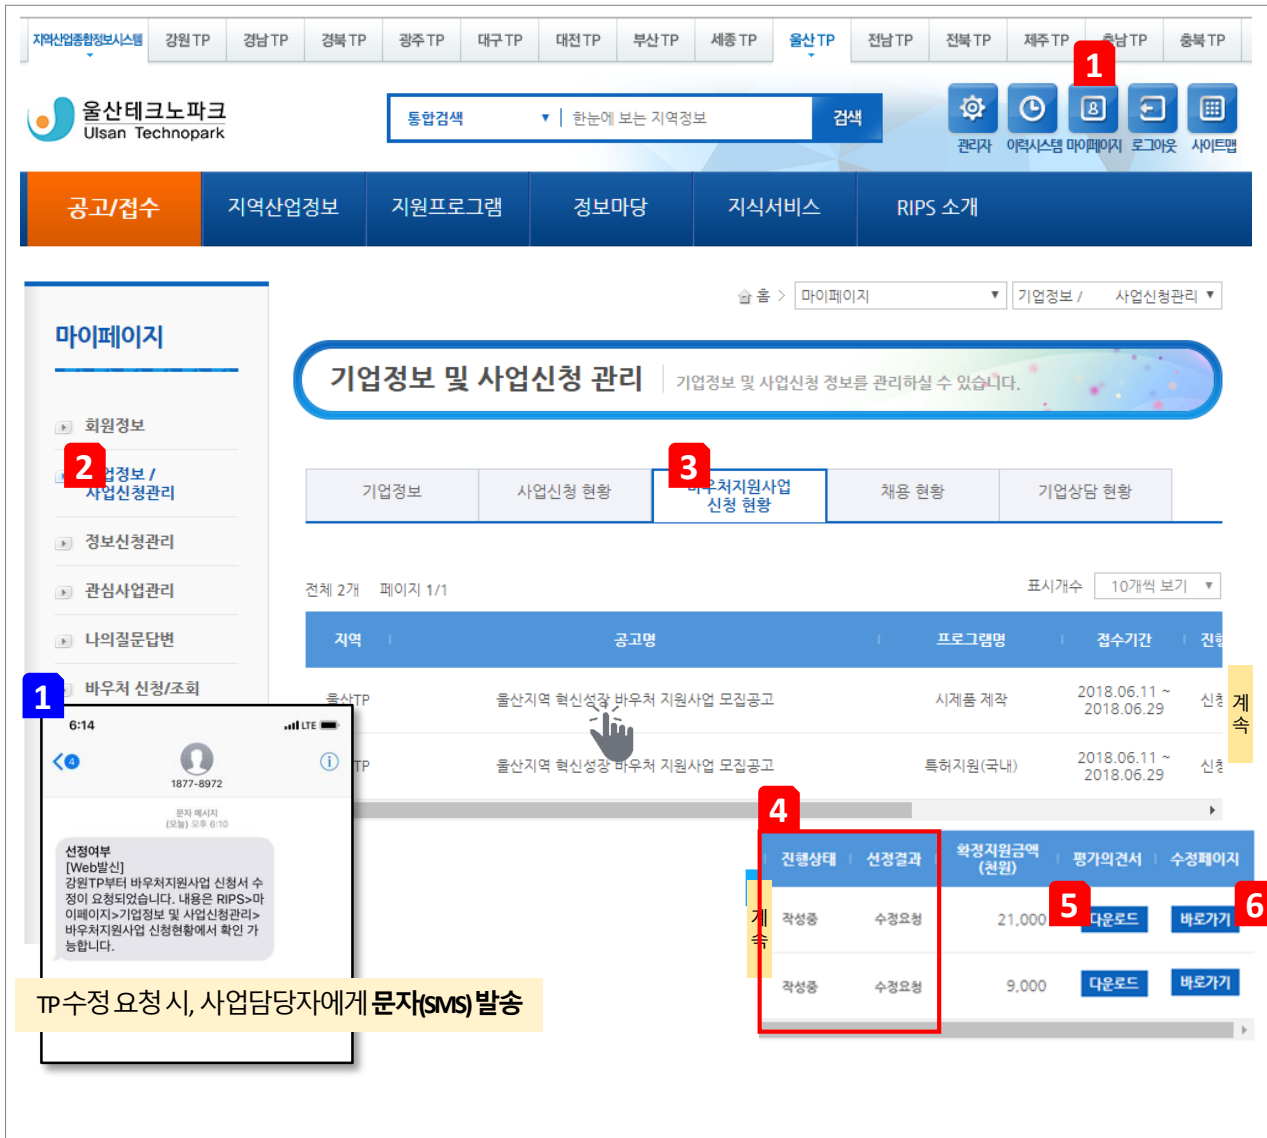 지역산업종합정보시스템 강원TP 경남TP 경북TP 광주TP 대구TP 대전TP 부산TP 세종TP 울산TP 전남TP 전북TP 제주TP 충남TP 충북TP
1
울산테크노파크
Ulsan Technopark
통합검색 한눈에 보는 지역정보 검색
관리자 이력시스템 마이페이지 로그아웃 사이트맵
공고/접수 지역산업정보 지원프로그램 정보마당 지식서비스 RIPS 소개
홈 > 마이페이지 기업정보 / 사업신청관리
마이페이지
기업정보 및 사업신청 관리 기업정보 및 사업신청 정보를 관리하실 수 있습니다.
회원정보
2
업정보 /
사업신청관리
정보신청관리
관심사업관리
나의질문답변
바우처 신청/조회
3
기업정보 사업신청 현황 바우처지원사업
신청 현황 채용 현황 기업상담 현황
전체 2개 페이지 1/1 표시개수 10개씩 보기
지역 공고명 프로그램명 접수기간 진행
울산TP 울산지역 혁신성장 바우처 지원사업 모집공고 시제품 제작 2018.06.11 ~
2018.06.29 신청
TP 울산지역 혁신성장 바우처 지원사업 모집공고 특허지원(국내) 2018.06.11 ~
2018.06.29 신청
계
속
1
6:14 LTE
4
1877-8972
문자 메시지
(오늘) 오후 6:10
선정여부
[Web발신]
강원TP부터 바우처지원사업 신청서 수
정이 요청되었습니다. 내용은 RIPS>마
이페이지>기업정보 및 사업신청관리>
바우처지원사업 신청현황에서 확인 가
능합니다.
TP 수정 요청 시, 사업담당자에게 문자(SMS) 발송
4
진행상태 선정결과 확정지원금액
(천원) 평가의견서 수정페이지
계
속
5
6
작성중 수정요청 21,000 다운로드 바로가기
작성중 수정요청 9,000 다운로드 바로가기